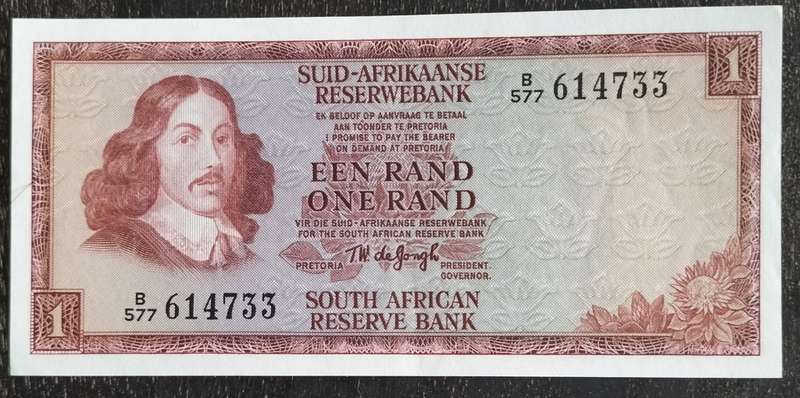 1
SUID-AFRIKAANSE
RESERWEBANK
B/577 614733
EK BELOOF OP AANVRAAG TE BETAAL
AAN TOONDER TE PRETORIA
I PROMISE TO PAY THE BEARER
ON DEMAND AT PRETORIA
EEN RAND
ONE RAND
VIR DIE SUID-AFRIKAANSE RESERWEBANK
FOR THE SOUTH AFRICAN RESERVE BANK
T.W. de Jongh
PRETORIA PRESIDENT.
GOVERNOR.
B/577 614733
SOUTH AFRICAN
RESERVE BANK
1